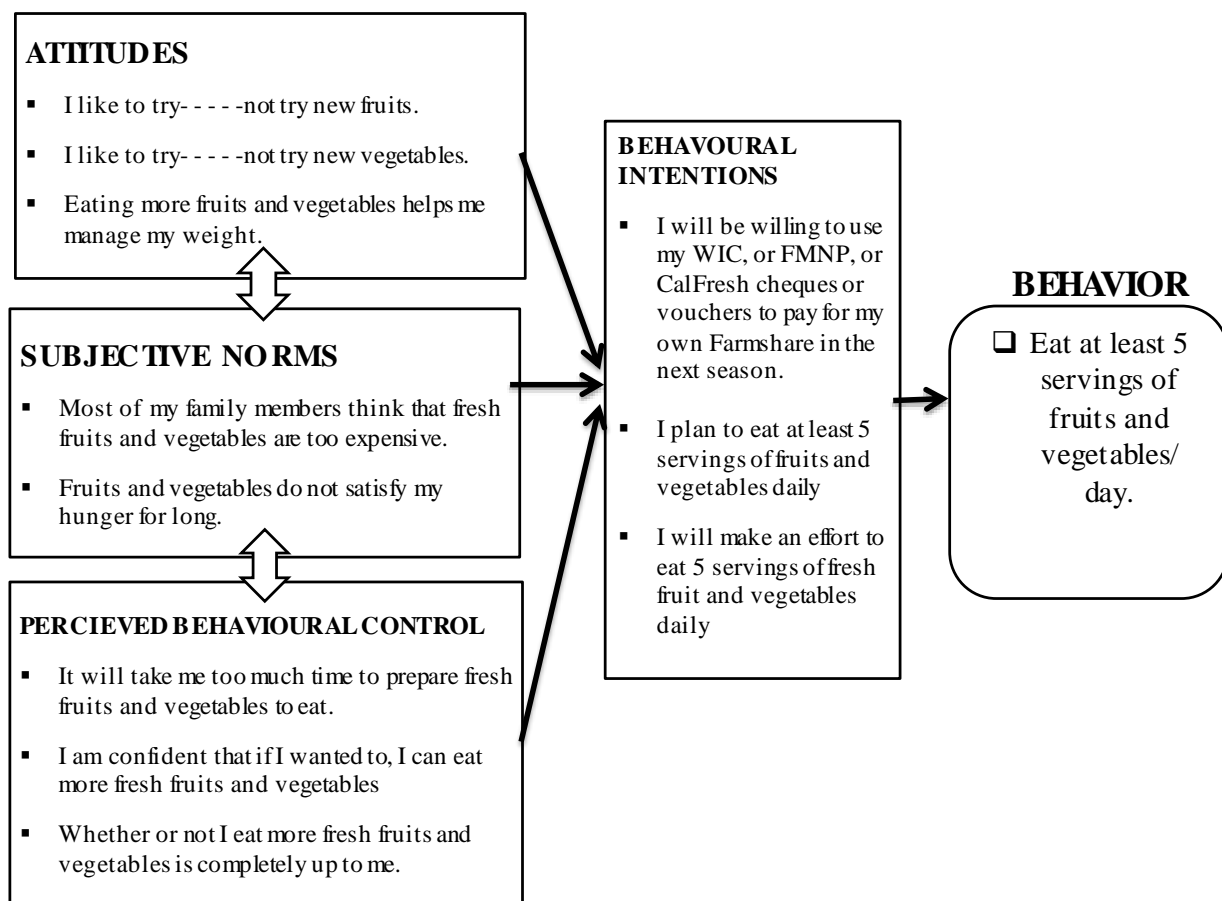 ATTITUDES
▪ I like to try- - - - -not try new fruits.
▪ I like to try- - - - -not try new vegetables.
▪ Eating more fruits and vegetables helps me
manage my weight.
SUBJECTIVE NORMS
▪ Most of my family members think that fresh
fruits and vegetables are too expensive.
▪ Fruits and vegetables do not satisfy my
hunger for long.
PERCIEVED BEHAVIOURAL CONTROL
▪ It will take me too much time to prepare fresh
fruits and vegetables to eat.
▪ I am confident that if I wanted to, I can eat
more fresh fruits and vegetables
▪ Whether or not I eat more fresh fruits and
vegetables is completely up to me.
BEHAVOURAL
INTENTIONS
▪ I will be willing to use
my WIC, or FMNP, or
CalFresh cheques or
vouchers to pay for my
own Farmshare in the
next season.
▪ I plan to eat at least 5
servings of fruits and
vegetables daily
▪ I will make an effort to
eat 5 servings of fresh
fruit and vegetables
daily
BEHAVIOR
❑ Eat at least 5
servings of
fruits and
vegetables/
day.